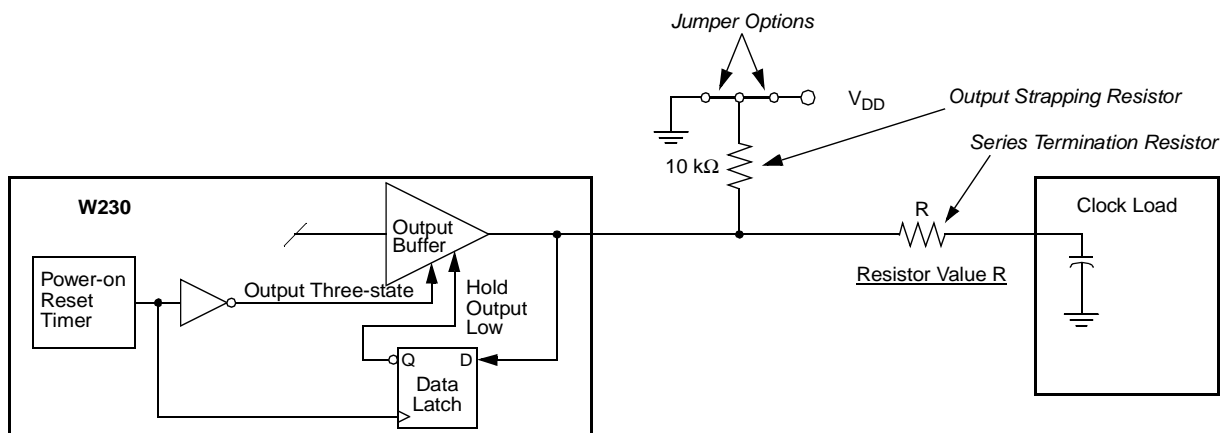 Jumper Options
V_DD
Output Strapping Resistor
10 kΩ
Series Termination Resistor
W230
R
Clock Load
Output
Buffer
Resistor Value R
Power-on
Reset
Timer
Output Three-state
Hold
Output
Low
Q D
Data
Latch